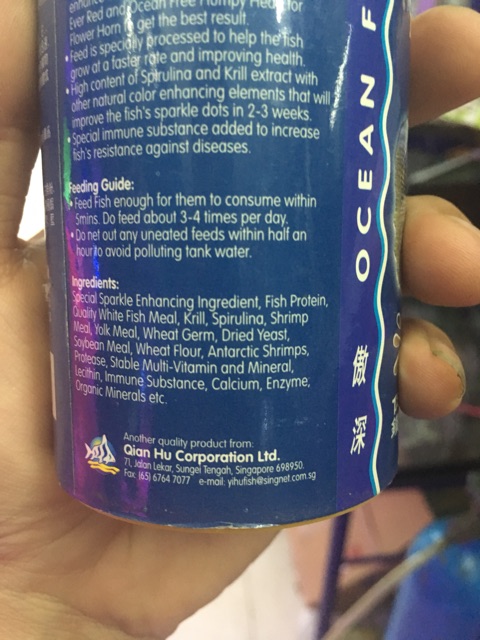 enhance
Ever Red and Ocean Free Humpy Head for
Flower Horn to get the best result.
• Feed is specially processed to help the fish
grow at a faster rate and improving health.
• High content of Spirulina and Krill extract with
other natural color enhancing elements that will
improve the fish's sparkle dots in 2-3 weeks.
• Special immune substance added to increase
fish's resistance against diseases.
Feeding Guide:
• Feed Fish enough for them to consume within
5mins. Do feed about 3-4 times per day.
• Do net out any uneated feeds within half an
hour to avoid polluting tank water.
Ingredients:
Special Sparkle Enhancing Ingredient, Fish Protein,
Quality White Fish Meal, Krill, Spirulina, Shrimp
Meal, Yolk Meal, Wheat Germ, Dried Yeast,
Soybean Meal, Wheat Flour, Antarctic Shrimps,
Protease, Stable Multi-Vitamin and Mineral,
Lecithin, Immune Substance, Calcium, Enzyme,
Organic Minerals etc.
Another quality product from:
Qian Hu Corporation Ltd.
71, Jalan Lekar, Sungei Tengah, Singapore 698950.
Fax: (65) 6764 7077 e-mail: yihufish@singnet.com.sg
OCEAN F
傲深